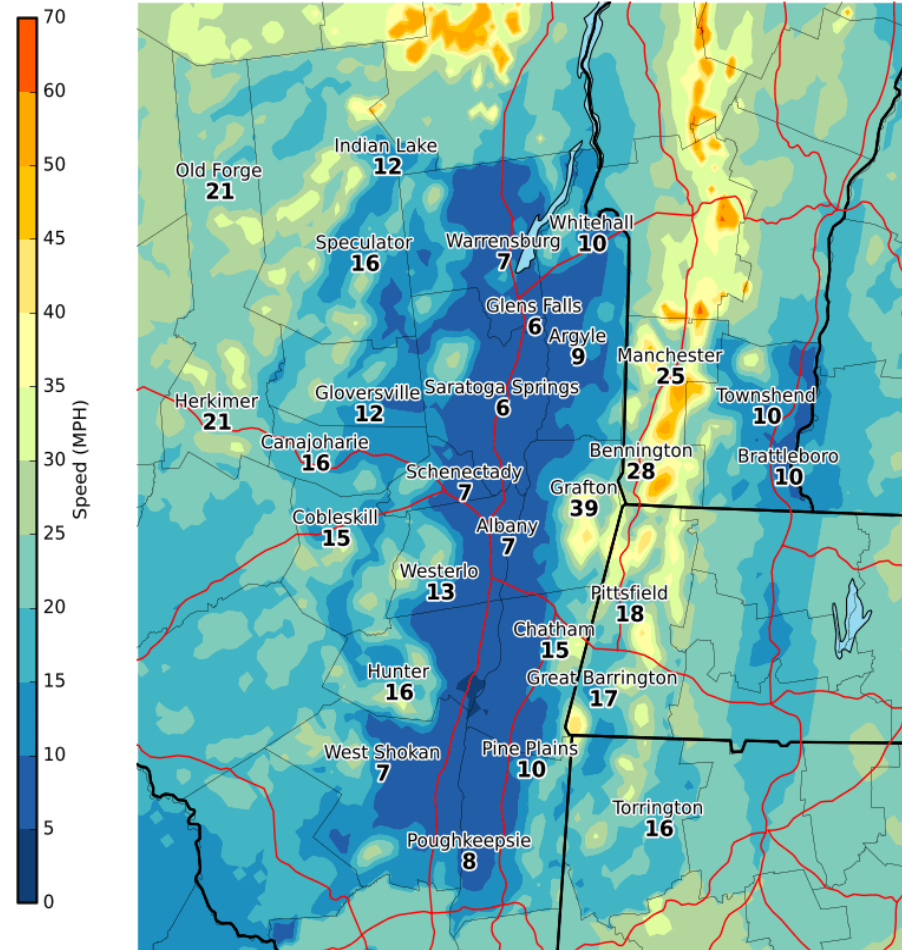 70
60
50
45
40
35
30
25
20
15
10
5
0
Speed (MPH)
Indian Lake
12
Old Forge
21
Whitehall
10
Speculator
16
Warrensburg
7
Glens Falls
6
Argyle
9
Manchester
25
Saratoga Springs
6
Gloversville
12
Townshend
10
Herkimer
21
Canajoharie
16
Bennington
28
Brattleboro
10
Schenectady
7
Grafton
39
Cobleskill
15
Albany
7
Westerlo
13
Pittsfield
18
Chatham
15
Hunter
16
Great Barrington
17
West Shokan
7
Pine Plains
10
Torrington
16
Poughkeepsie
8